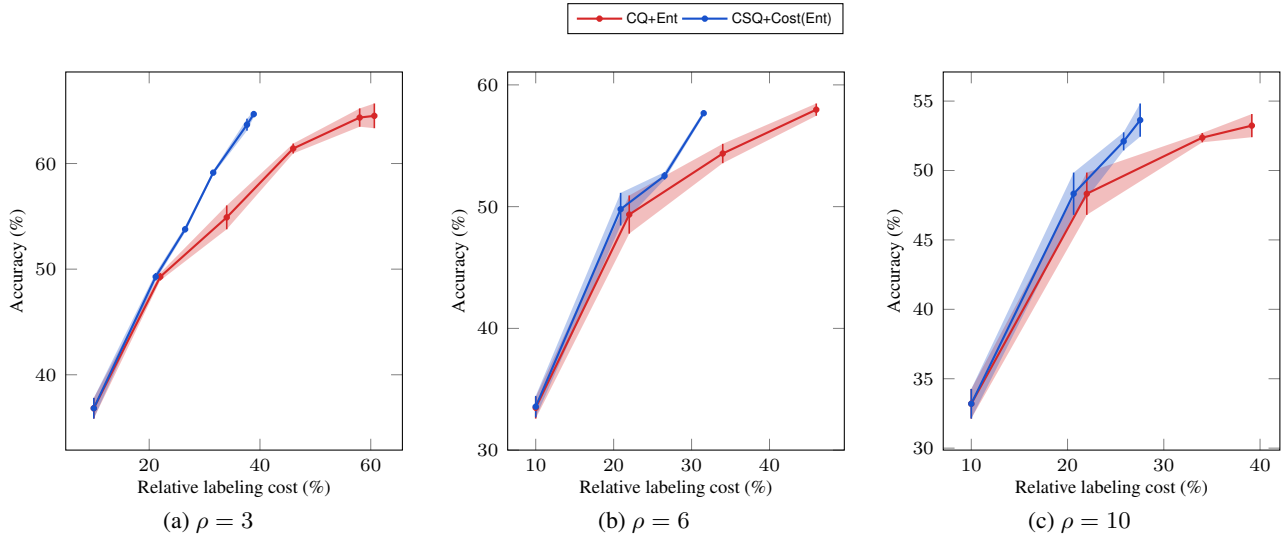 CQ+Ent CSQ+Cost(Ent)
60
40
20 40 60
Accuracy (%)
Relative labeling cost (%)
(a) ρ = 3
60
50
40
30
10 20 30 40
Accuracy (%)
Relative labeling cost (%)
(b) ρ = 6
55
50
45
40
35
30
10 20 30 40
Accuracy (%)
Relative labeling cost (%)
(c) ρ = 10